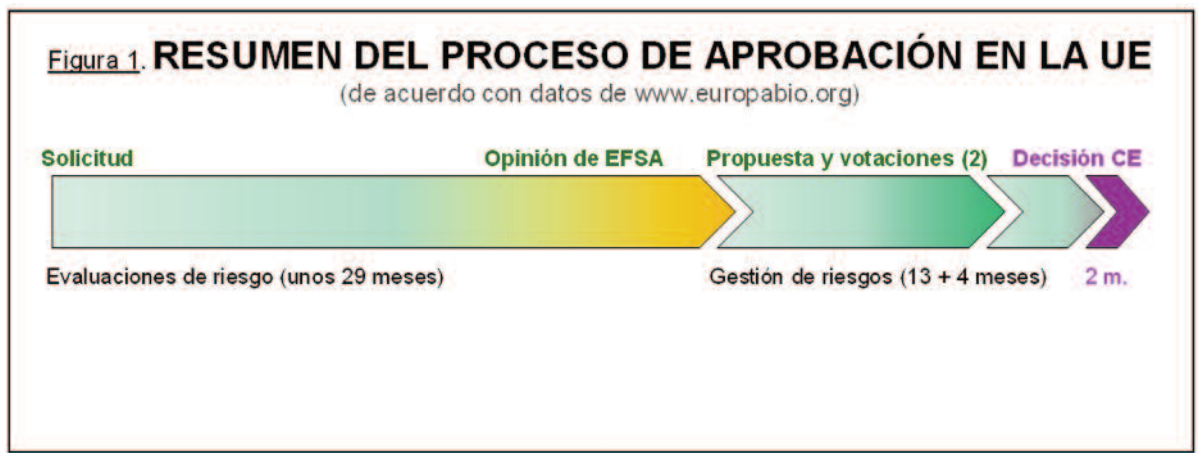 Figura 1. RESUMEN DEL PROCESO DE APROBACIÓN EN LA UE
(de acuerdo con datos de www.europabio.org)
Solicitud Opinión de EFSA Propuesta y votaciones (2) Decisión CE
Evaluaciones de riesgo (unos 29 meses) Gestión de riesgos (13 + 4 meses) 2 m.